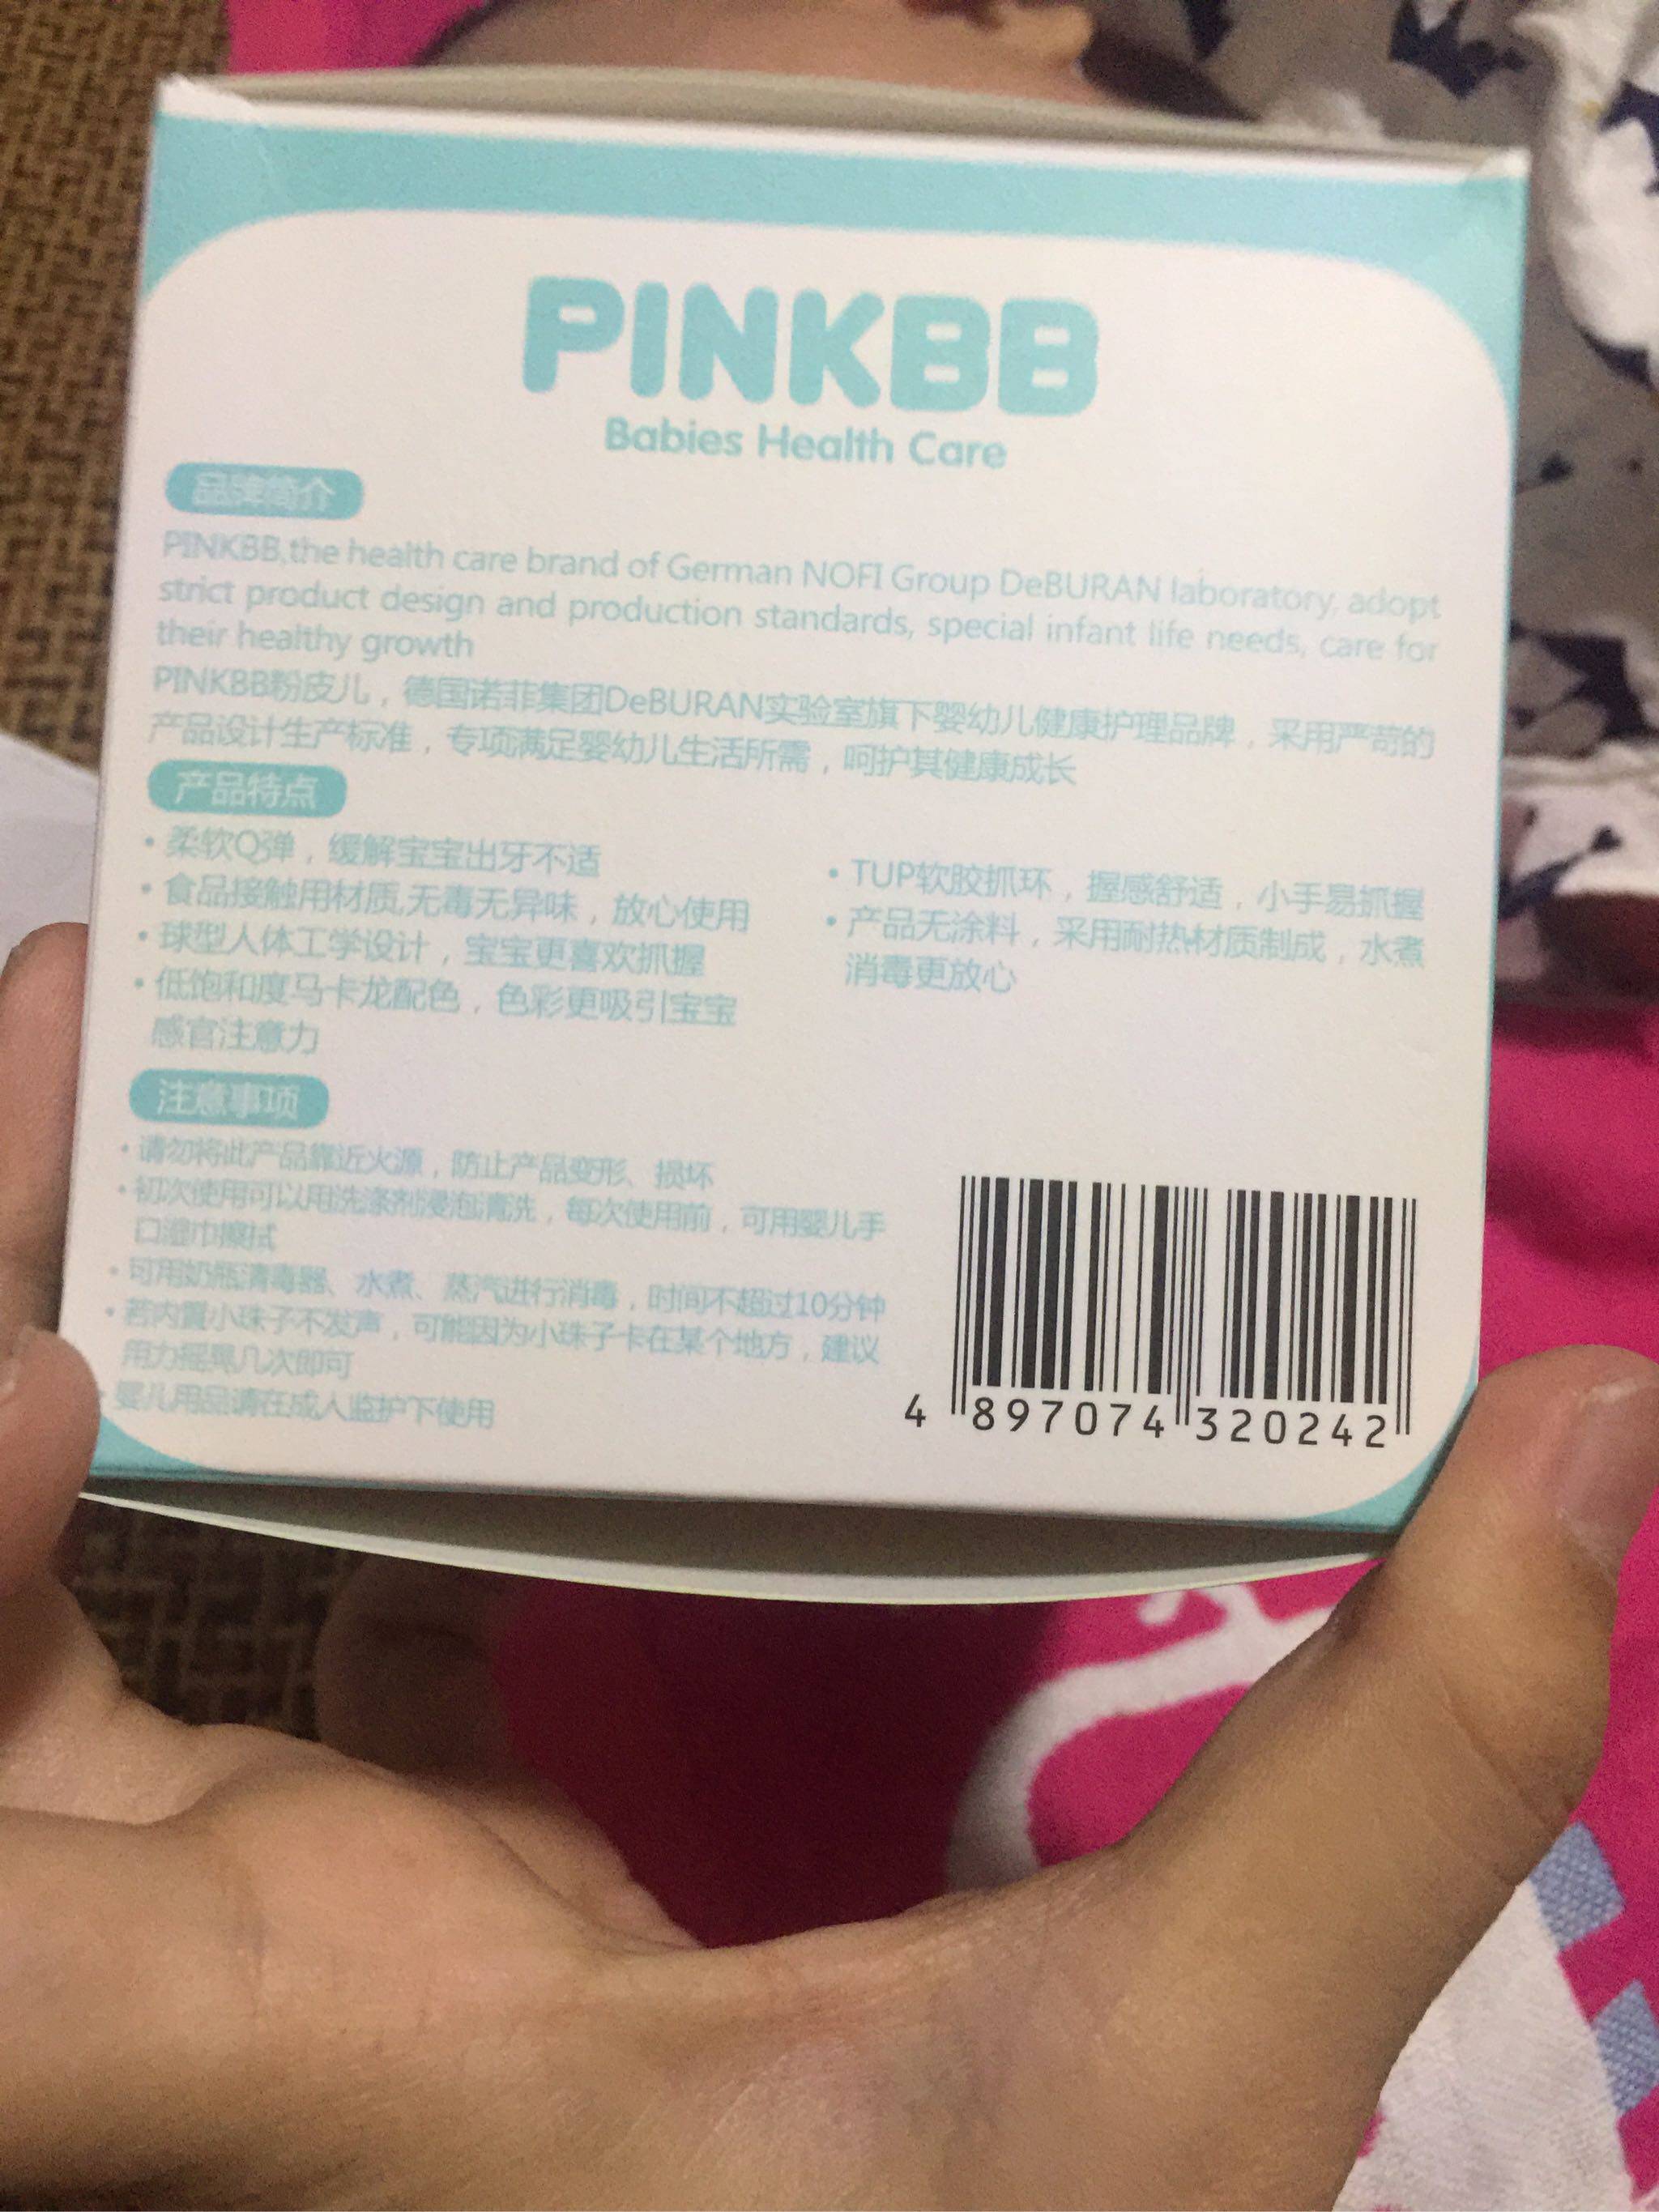 PINKBB
Babies Health Care
品牌简介
PINKBB,the health care brand of German NOFI Group DeBURAN laboratory, adopt
strict product design and production standards, special infant life needs, care for
their healthy growth
PINKBB粉皮儿，德国诺菲集团DeBURAN实验室旗下婴幼儿健康护理品牌，采用严苛的
产品设计生产标准，专项满足婴幼儿生活所需，呵护其健康成长
产品特点
• 柔软Q弹，缓解宝宝出牙不适
• 食品接触用材质,无毒无异味，放心使用
• 球型人体工学设计，宝宝更喜欢抓握
• 低饱和度马卡龙配色，色彩更吸引宝宝
感官注意力
• TUP软胶抓环，握感舒适，小手易抓握
• 产品无涂料，采用耐热材质制成，水煮
消毒更放心
注意事项
• 请勿将此产品靠近火源，防止产品变形、损坏
• 初次使用可以用洗涤剂浸泡清洗，每次使用前，可用婴儿手
口湿巾擦拭
• 可用奶瓶消毒器、水煮、蒸汽进行消毒，时间不超过10分钟
• 若内置小珠子不发声，可能因为小珠子卡在某个地方，建议
用力摇晃几次即可
• 婴儿用品请在成人监护下使用
4 897074 320242